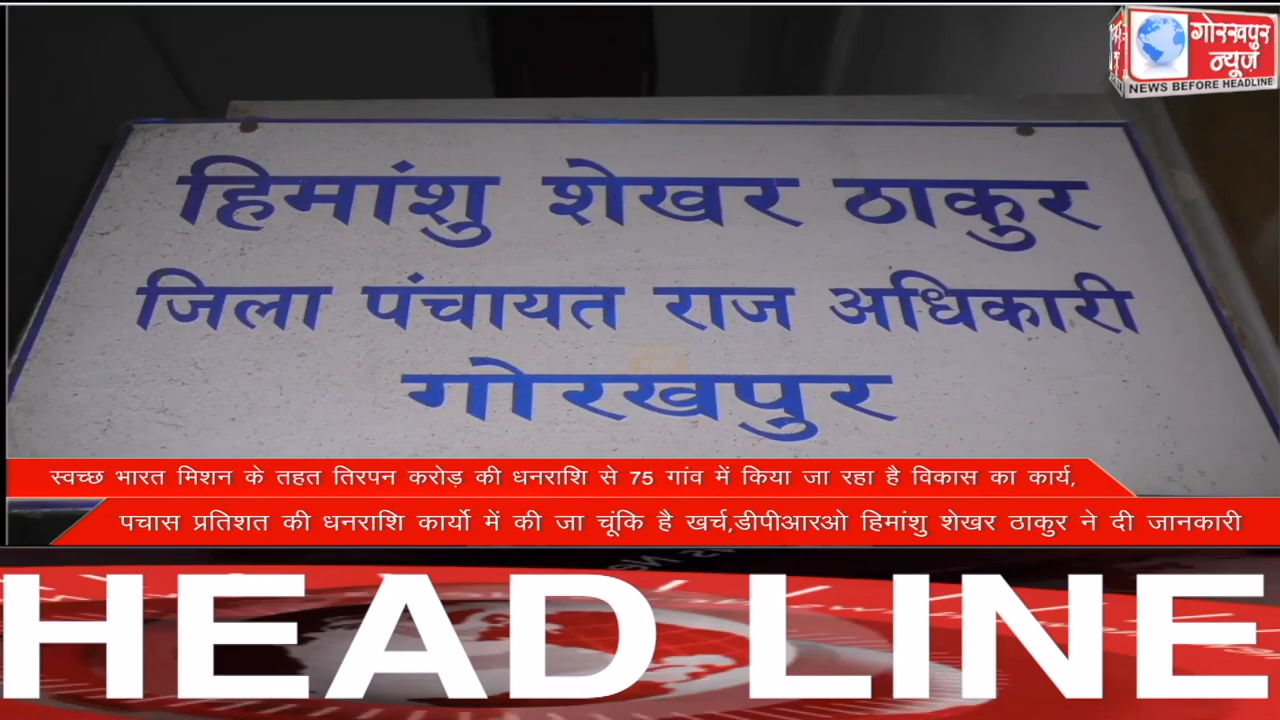 गोरखपुर
न्यूज़
NEWS BEFORE HEADLINE
हिमांशु शेखर ठाकुर
जिला पंचायत राज अधिकारी
गोरखपुर
स्वच्छ भारत मिशन के तहत तिरपन करोड़ की धनराशि से 75 गांव में किया जा रहा है विकास का कार्य,
पचास प्रतिशत की धनराशि कार्यो में की जा चूंकि है खर्च,डीपीआरओ हिमांशु शेखर ठाकुर ने दी जानकारी
HEAD LINE